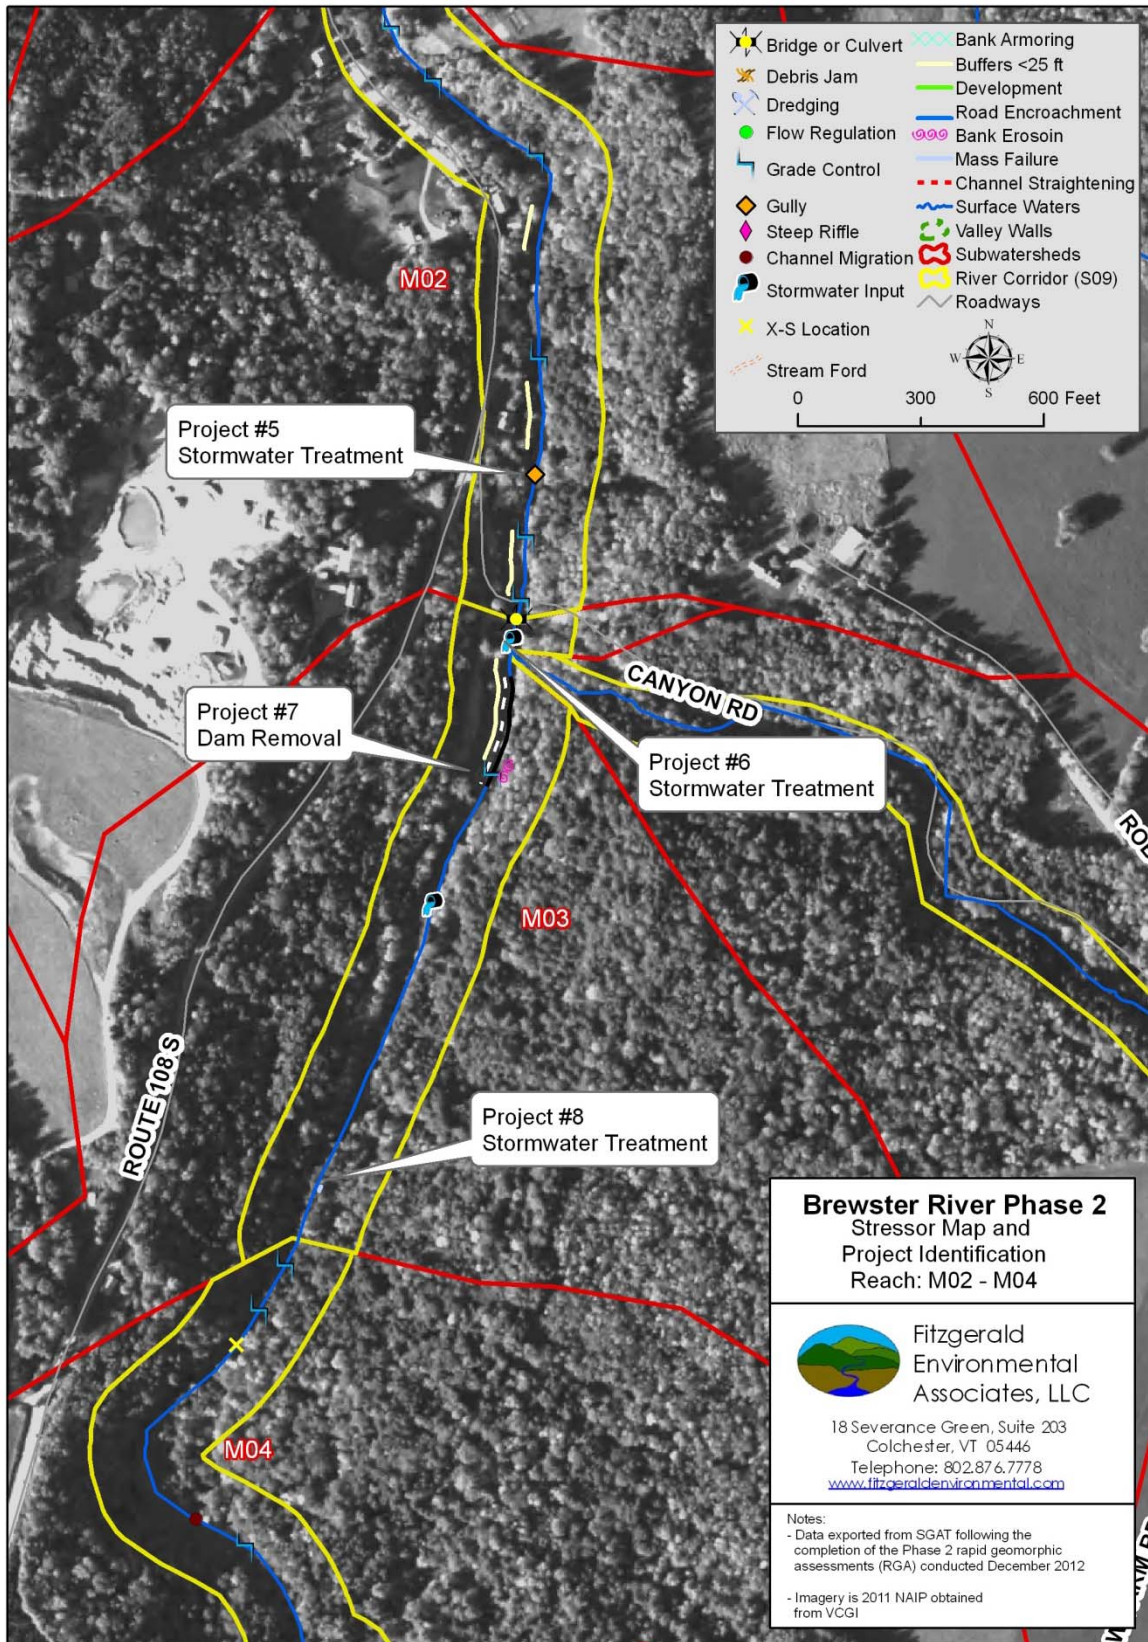 Bridge or Culvert
Debris Jam
Dredging
Flow Regulation
Grade Control
Gully
Steep Riffle
Channel Migration
Stormwater Input
X-S Location
Stream Ford
Bank Armoring
Buffers <25 ft
Development
Road Encroachment
Bank Erosoin
Mass Failure
Channel Straightening
Surface Waters
Valley Walls
Subwatersheds
River Corridor (S09)
Roadways
N
W E
S
0 300 600 Feet
M02
Project #5
Stormwater Treatment
CANYON RD
Project #7
Dam Removal
Project #6
Stormwater Treatment
M03
ROUTE 108 S
Project #8
Stormwater Treatment
M04
Brewster River Phase 2
Stressor Map and
Project Identification
Reach: M02 - M04
Fitzgerald
Environmental
Associates, LLC
18 Severance Green, Suite 203
Colchester, VT 05446
Telephone: 802.876.7778
www.fitzgeraldenvironmental.com
Notes:
- Data exported from SGAT following the
completion of the Phase 2 rapid geomorphic
assessments (RGA) conducted December 2012
- Imagery is 2011 NAIP obtained
from VCGI